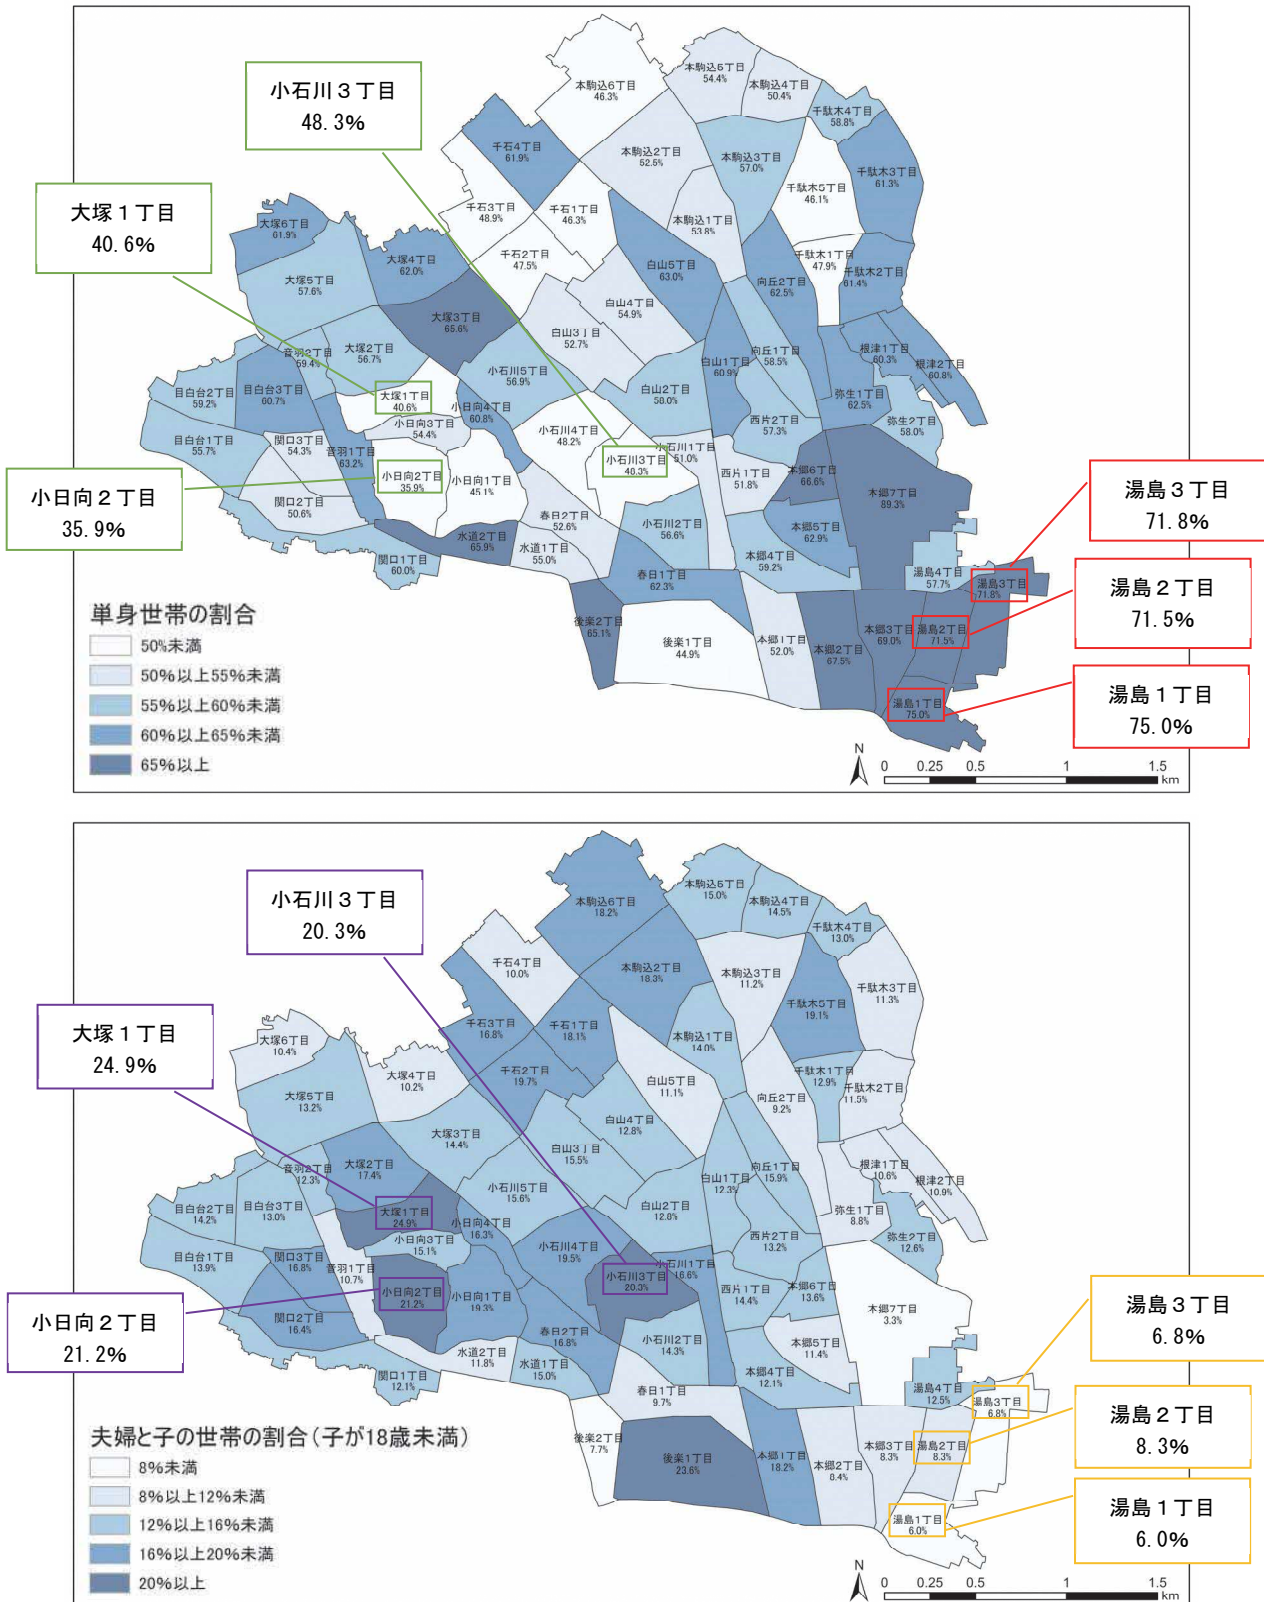 小石川３丁目
48.3%
大塚１丁目
40.6%
小日向２丁目
35.9%
湯島３丁目
71.8%
湯島２丁目
71.5%
湯島１丁目
75.0%
本駒込6丁目
46.3%
本駒込5丁目
54.4%
本駒込4丁目
50.4%
千駄木4丁目
58.8%
千石4丁目
61.9%
本駒込2丁目
52.5%
本駒込3丁目
57.0%
千駄木3丁目
61.3%
千駄木5丁目
46.1%
千石3丁目
48.9%
千石1丁目
46.3%
本駒込1丁目
53.8%
大塚6丁目
61.9%
大塚4丁目
62.0%
千石2丁目
47.5%
白山5丁目
63.0%
向丘2丁目
62.5%
千駄木1丁目
47.9%
千駄木2丁目
61.4%
大塚5丁目
57.6%
大塚3丁目
65.6%
白山4丁目
54.9%
白山3丁目
52.7%
音羽2丁目
59.4%
大塚2丁目
56.7%
小石川5丁目
56.9%
白山1丁目
60.9%
向丘1丁目
58.5%
根津1丁目
60.3%
根津2丁目
60.8%
目白台2丁目
59.2%
目白台3丁目
60.7%
大塚1丁目
40.6%
小日向4丁目
60.8%
白山2丁目
58.0%
弥生1丁目
62.5%
弥生2丁目
58.0%
目白台1丁目
55.7%
関口3丁目
54.3%
音羽1丁目
63.2%
小日向3丁目
54.4%
小石川4丁目
48.2%
西片2丁目
57.3%
小日向2丁目
35.9%
小日向1丁目
45.1%
小石川3丁目
48.3%
小石川1丁目
51.0%
西片1丁目
51.8%
本郷6丁目
66.6%
本郷7丁目
89.3%
関口2丁目
50.6%
春日2丁目
52.6%
小石川2丁目
56.6%
本郷5丁目
62.9%
関口1丁目
60.0%
水道2丁目
65.9%
水道1丁目
55.0%
本郷4丁目
59.2%
湯島4丁目
57.7%
湯島3丁目
71.8%
春日1丁目
62.3%
後楽2丁目
65.1%
後楽1丁目
44.9%
本郷1丁目
52.0%
本郷2丁目
67.5%
本郷3丁目
69.0%
湯島2丁目
71.5%
湯島1丁目
75.0%
単身世帯の割合
50%未満
50%以上55%未満
55%以上60%未満
60%以上65%未満
65%以上
N
0 0.25 0.5 1 1.5
km
小石川３丁目
20.3%
大塚１丁目
24.9%
小日向２丁目
21.2%
湯島３丁目
6.8%
湯島２丁目
8.3%
湯島１丁目
6.0%
本駒込6丁目
18.2%
本駒込5丁目
15.0%
本駒込4丁目
14.5%
千駄木4丁目
13.0%
千石4丁目
10.0%
本駒込2丁目
18.3%
本駒込3丁目
11.2%
千駄木3丁目
11.3%
千駄木5丁目
19.1%
千石3丁目
16.8%
千石1丁目
18.1%
本駒込1丁目
14.0%
大塚6丁目
10.4%
大塚4丁目
10.2%
千石2丁目
19.7%
白山5丁目
11.1%
向丘2丁目
9.2%
千駄木1丁目
12.9%
千駄木2丁目
11.5%
大塚5丁目
13.2%
大塚3丁目
14.4%
白山4丁目
12.8%
白山3丁目
15.5%
音羽2丁目
12.3%
大塚2丁目
17.4%
小石川5丁目
15.6%
白山1丁目
12.3%
向丘1丁目
15.9%
根津1丁目
10.6%
根津2丁目
10.9%
目白台2丁目
14.2%
目白台3丁目
13.0%
大塚1丁目
24.9%
小日向4丁目
16.3%
白山2丁目
12.8%
弥生1丁目
8.8%
弥生2丁目
12.6%
目白台1丁目
13.9%
関口3丁目
16.8%
音羽1丁目
10.7%
小日向3丁目
15.1%
小石川4丁目
19.5%
西片2丁目
13.2%
小日向2丁目
21.2%
小日向1丁目
19.3%
小石川3丁目
20.3%
小石川1丁目
16.6%
西片1丁目
14.4%
本郷6丁目
13.6%
本郷7丁目
3.3%
関口2丁目
16.4%
春日2丁目
16.8%
小石川2丁目
14.3%
本郷5丁目
11.4%
関口1丁目
12.1%
水道2丁目
11.8%
水道1丁目
15.0%
本郷4丁目
12.1%
湯島4丁目
12.5%
湯島3丁目
6.8%
春日1丁目
9.7%
後楽2丁目
7.7%
後楽1丁目
23.6%
本郷1丁目
18.2%
本郷2丁目
8.4%
本郷3丁目
8.3%
湯島2丁目
8.3%
湯島1丁目
6.0%
夫婦と子の世帯の割合(子が18歳未満)
8%未満
8%以上12%未満
12%以上16%未満
16%以上20%未満
20%以上
N
0 0.25 0.5 1 1.5
km